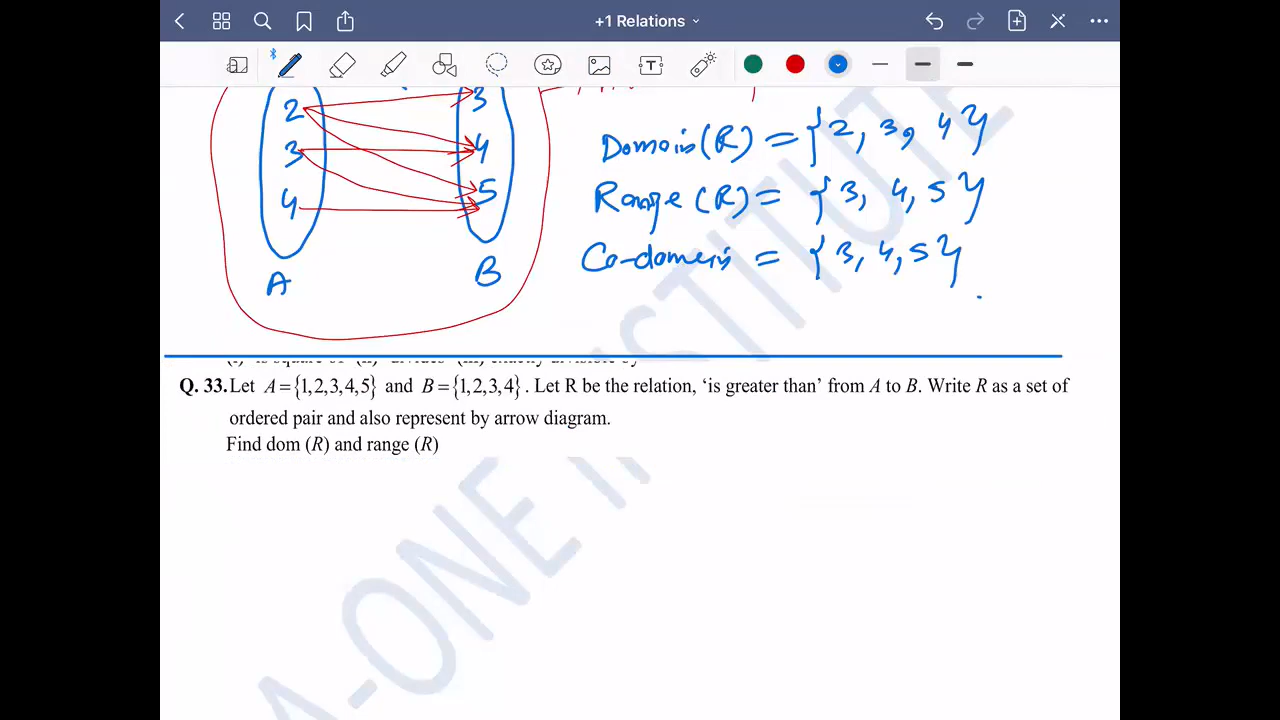 +1 Relations
2 3
3 4
4 5
A B
Domain(R) = {2, 3, 4}
Range (R) = {3, 4, 5}
Co-domain = {3, 4, 5}
Q. 33. Let A={1,2,3,4,5} and B={1,2,3,4}. Let R be the relation, ‘is greater than’ from A to B. Write R as a set of
ordered pair and also represent by arrow diagram.
Find dom (R) and range (R)
A-ONE INSTITUTE